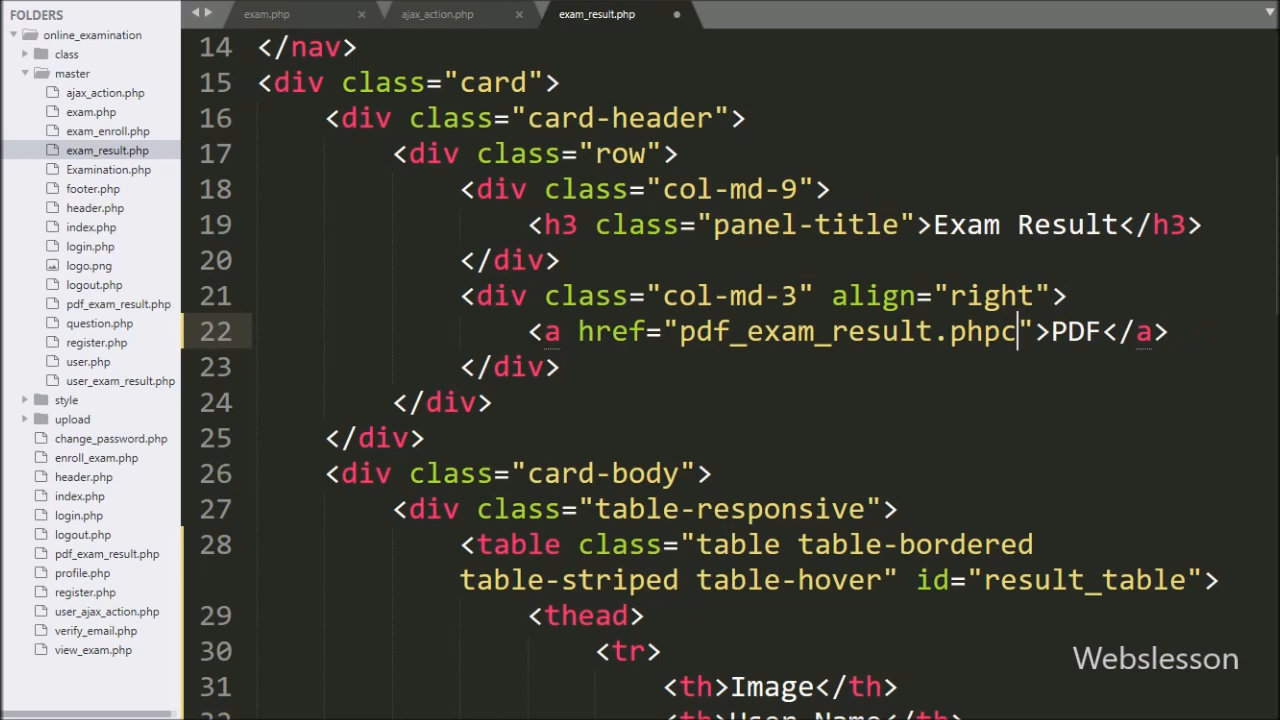 FOLDERS
online_examination
class
master
ajax_action.php
exam.php
exam_enroll.php
exam_result.php
Examination.php
footer.php
header.php
index.php
login.php
logo.png
logout.php
pdf_exam_result.php
question.php
register.php
user.php
user_exam_result.php
style
upload
change_password.php
enroll_exam.php
header.php
index.php
login.php
logout.php
pdf_exam_result.php
profile.php
register.php
user_ajax_action.php
verify_email.php
view_exam.php
exam.php ajax_action.php exam_result.php
14 </nav>
15 <div class="card">
16 <div class="card-header">
17 <div class="row">
18 <div class="col-md-9">
19 <h3 class="panel-title">Exam Result</h3>
20 </div>
21 <div class="col-md-3" align="right">
22 <a href="pdf_exam_result.phpc">PDF</a>
23 </div>
24 </div>
25 </div>
26 <div class="card-body">
27 <div class="table-responsive">
28 <table class="table table-bordered
table-striped table-hover" id="result_table">
29 <thead>
30 <tr>
31 <th>Image</th>
32 <th>User Name</th>
Webslesson